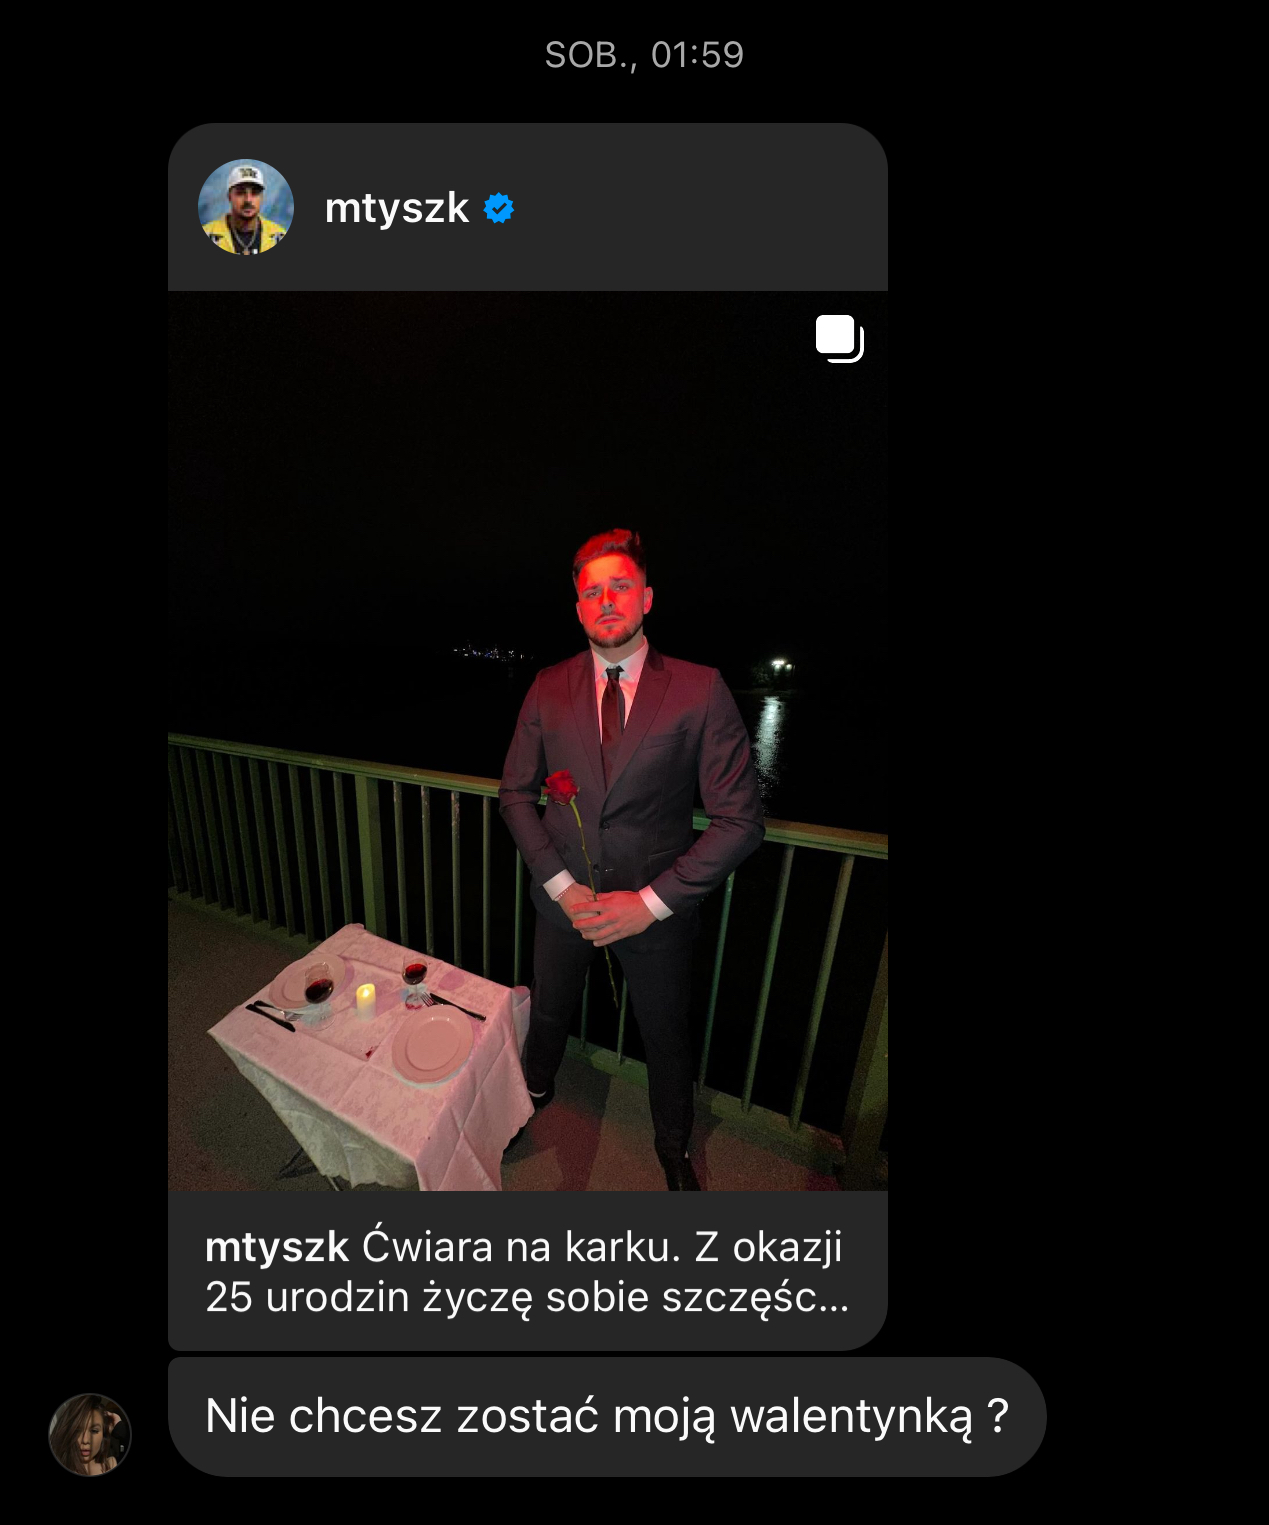 SOB., 01:59
mtyszk
mtyszk Ćwiara na karku. Z okazji
25 urodzin życzę sobie szczęśc...
Nie chcesz zostać moją walentynką ?